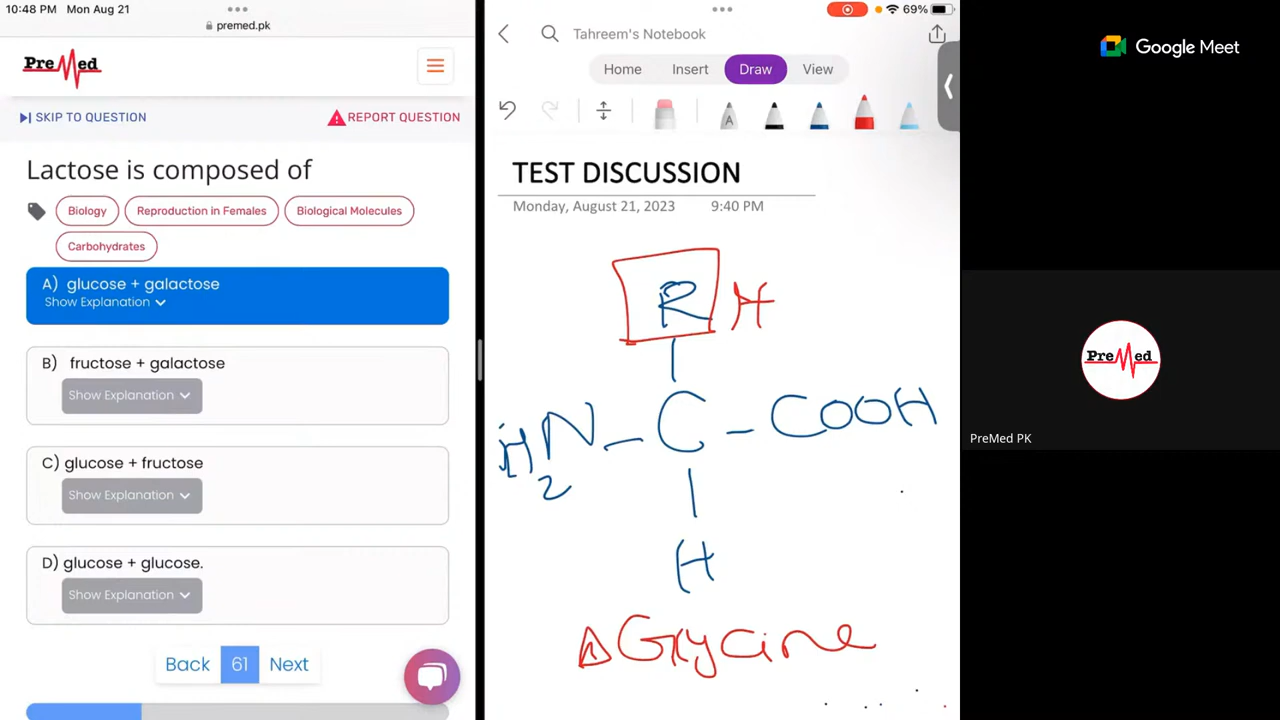 10:48 PM Mon Aug 21
premed.pk
PreMed
SKIP TO QUESTION
REPORT QUESTION
Lactose is composed of
Biology
Reproduction in Females
Biological Molecules
Carbohydrates
A) glucose + galactose
Show Explanation
B) fructose + galactose
Show Explanation
C) glucose + fructose
Show Explanation
D) glucose + glucose.
Show Explanation
Back 61 Next
69%
Tahreem's Notebook
Home Insert Draw View
A
TEST DISCUSSION
Monday, August 21, 2023 9:40 PM
R H
H2N - C - COOH
H
Glycine
Google Meet
PreMed
PreMed PK